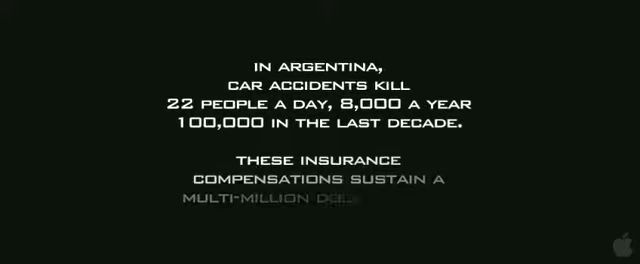 IN ARGENTINA,
CAR ACCIDENTS KILL
22 PEOPLE A DAY, 8,000 A YEAR
100,000 IN THE LAST DECADE.
THESE INSURANCE
COMPENSATIONS SUSTAIN A
MULTI-MILLION